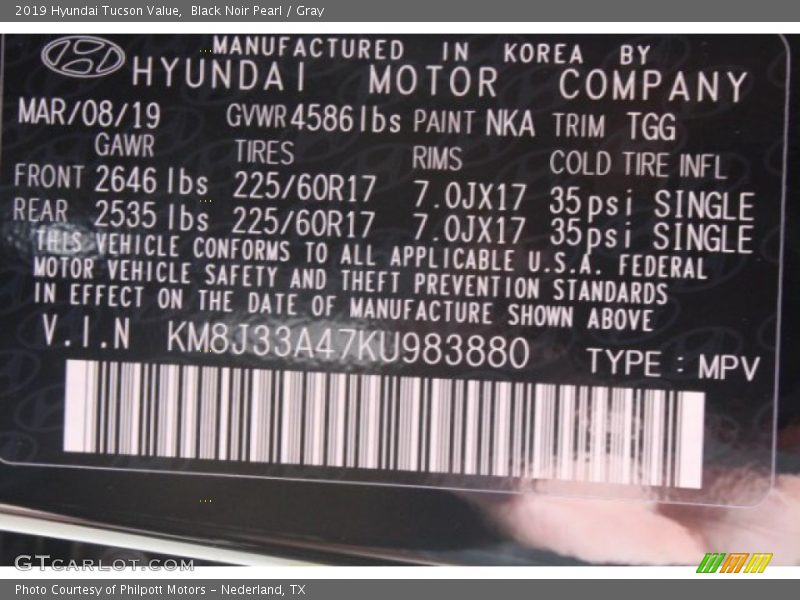 2019 Hyundai Tucson Value, Black Noir Pearl / Gray
MANUFACTURED IN KOREA BY
HYUNDAI MOTOR COMPANY
MAR/08/19 GVWR 4586 lbs PAINT NKA TRIM TGG
GAWR TIRES RIMS COLD TIRE INFL
FRONT 2646 lbs 225/60R17 7.0JX17 35psi SINGLE
REAR 2535 lbs 225/60R17 7.0JX17 35psi SINGLE
THIS VEHICLE CONFORMS TO ALL APPLICABLE U.S.A. FEDERAL
MOTOR VEHICLE SAFETY AND THEFT PREVENTION STANDARDS
IN EFFECT ON THE DATE OF MANUFACTURE SHOWN ABOVE
V.I.N KM8J33A47KU983880 TYPE : MPV
GTcarlot.com
Photo Courtesy of Philpott Motors - Nederland, TX